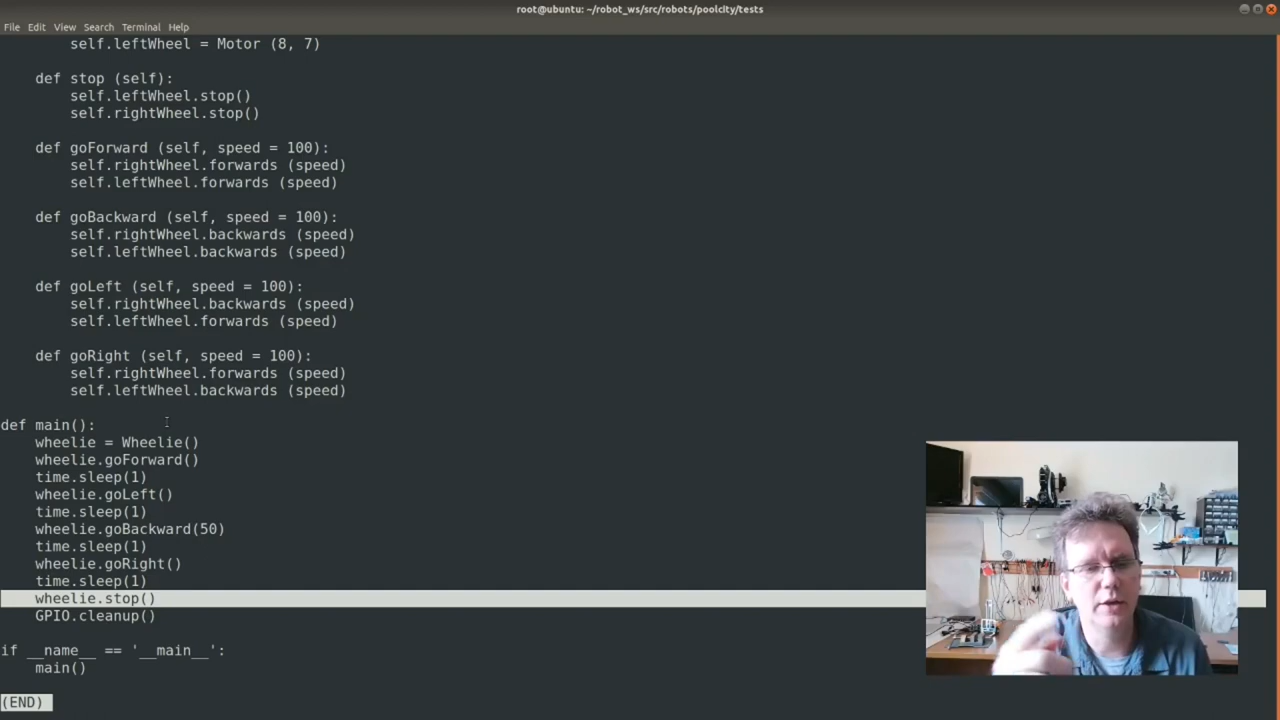 root@ubuntu: ~/robot_ws/src/robots/poolcity/tests
File Edit View Search Terminal Help
        self.leftWheel = Motor (8, 7)
    def stop (self):
        self.leftWheel.stop()
        self.rightWheel.stop()
    def goForward (self, speed = 100):
        self.rightWheel.forwards (speed)
        self.leftWheel.forwards (speed)
    def goBackward (self, speed = 100):
        self.rightWheel.backwards (speed)
        self.leftWheel.backwards (speed)
    def goLeft (self, speed = 100):
        self.rightWheel.backwards (speed)
        self.leftWheel.forwards (speed)
    def goRight (self, speed = 100):
        self.rightWheel.forwards (speed)
        self.leftWheel.backwards (speed)
def main():
    wheelie = Wheelie()
    wheelie.goForward()
    time.sleep(1)
    wheelie.goLeft()
    time.sleep(1)
    wheelie.goBackward(50)
    time.sleep(1)
    wheelie.goRight()
    time.sleep(1)
    wheelie.stop()
    GPIO.cleanup()
if __name__ == '__main__':
    main()
(END)